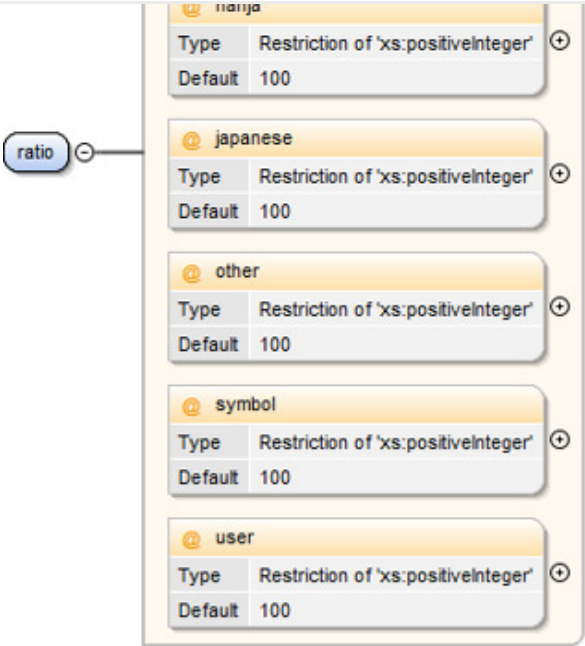 @ hanja
Type Restriction of 'xs:positiveInteger'
Default 100
ratio
@ japanese
Type Restriction of 'xs:positiveInteger'
Default 100
@ other
Type Restriction of 'xs:positiveInteger'
Default 100
@ symbol
Type Restriction of 'xs:positiveInteger'
Default 100
@ user
Type Restriction of 'xs:positiveInteger'
Default 100